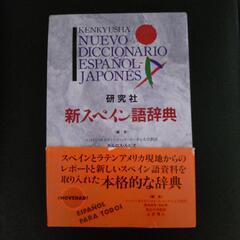 KENKYUSHA
NUEVO
DICCIONARIO
ESPAÑOL-
JAPONÉS
研究社
新スペイン語辞典
スペインとラテンアメリカ現地からの
レポートと新しいスペイン語資料を
取り入れた本格的な辞典
¡NOVEDAD!
ESPAÑOL
PARA TODOS